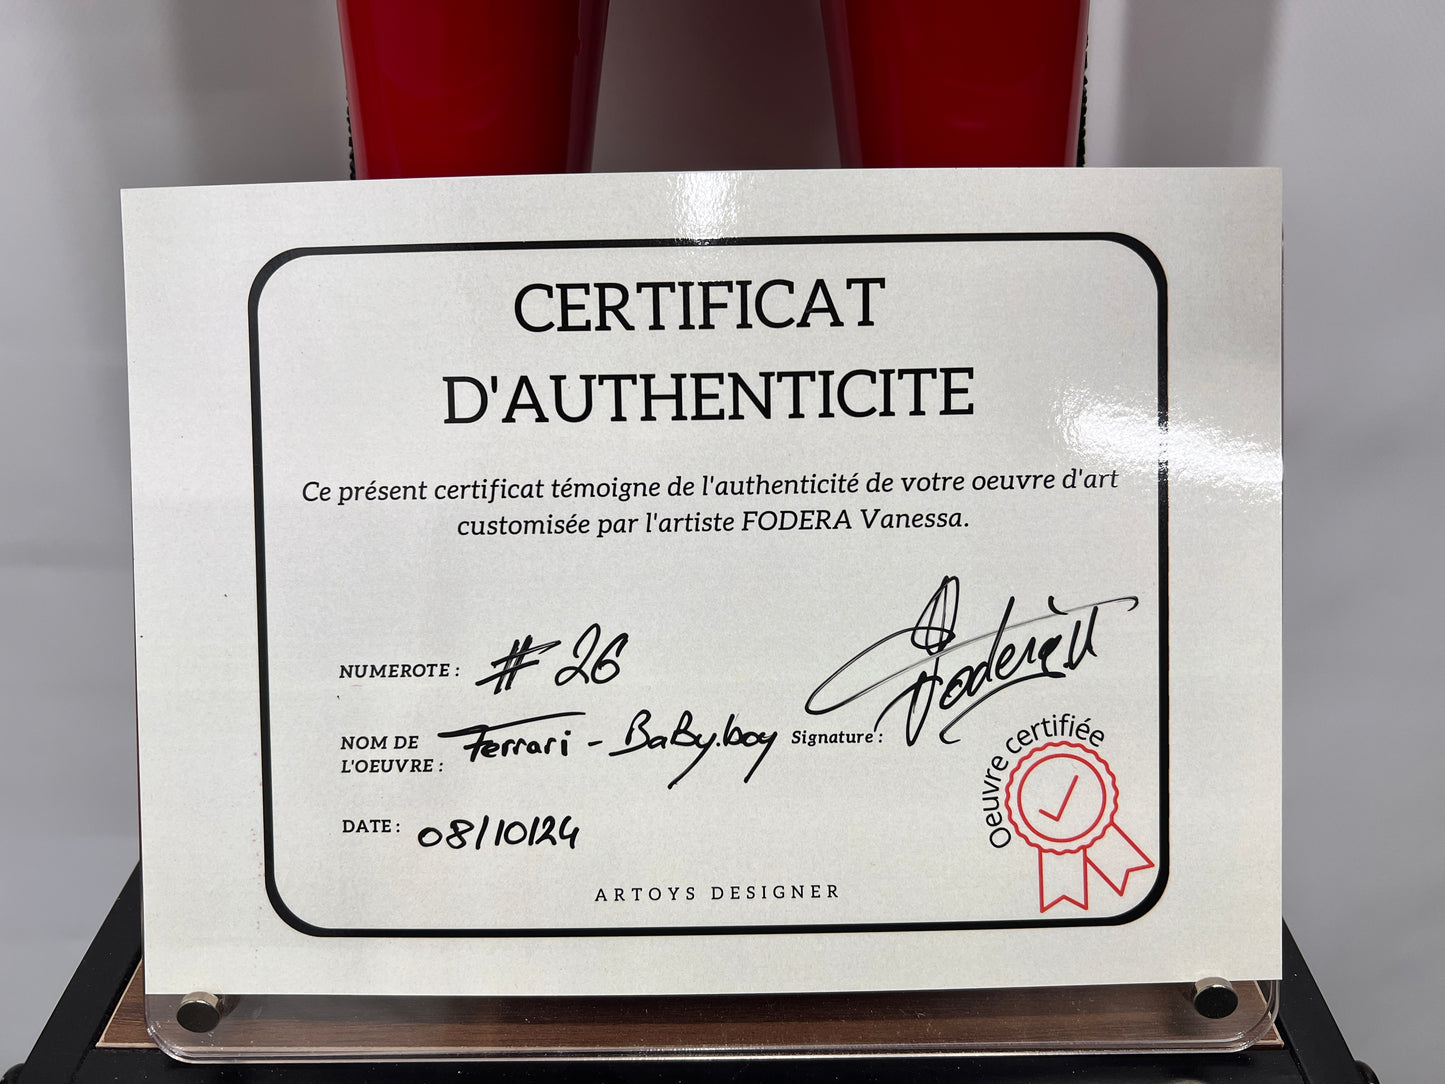 CERTIFICAT
D'AUTHENTICITE
Ce présent certificat témoigne de l'authenticité de votre oeuvre d'art
customisée par l'artiste FODERA Vanessa.
NUMEROTE : # 26
NOM DE
L'OEUVRE : Ferrari - BaBy.boy
Signature :
Oeuvre certifiée
DATE : 08/10/24
ARTOYS DESIGNER